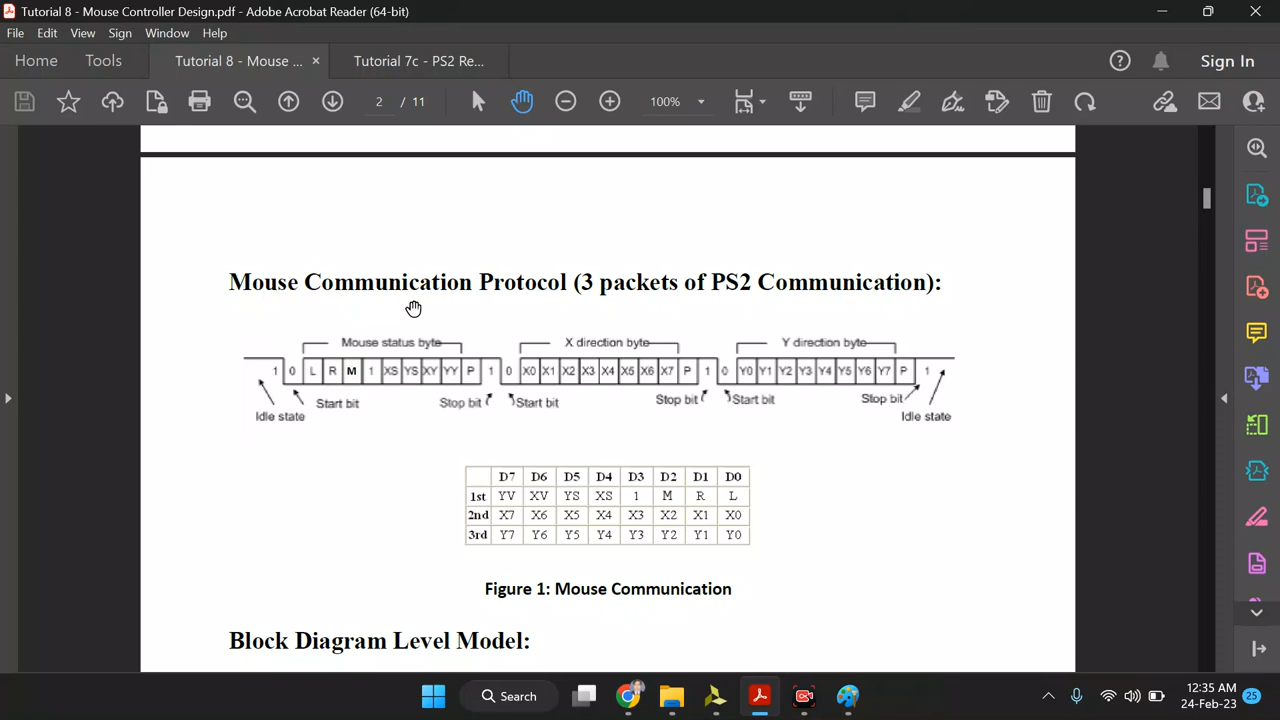 Tutorial 8 - Mouse Controller Design.pdf - Adobe Acrobat Reader (64-bit)
File Edit View Sign Window Help
Home Tools Tutorial 8 - Mouse ... × Tutorial 7c - PS2 Re... Sign In
2 / 11 100%
Mouse Communication Protocol (3 packets of PS2 Communication):
Mouse status byte X direction byte Y direction byte
1 0 L R M 1 XS YS XY YY P 1 0 X0 X1 X2 X3 X4 X5 X6 X7 P 1 0 Y0 Y1 Y2 Y3 Y4 Y5 Y6 Y7 P 1
Idle state Start bit Stop bit Start bit Stop bit Start bit Stop bit Idle state
D7 D6 D5 D4 D3 D2 D1 D0
1st YV XV YS XS 1 M R L
2nd X7 X6 X5 X4 X3 X2 X1 X0
3rd Y7 Y6 Y5 Y4 Y3 Y2 Y1 Y0
Figure 1: Mouse Communication
Block Diagram Level Model:
Search
12:35 AM
24-Feb-23 25